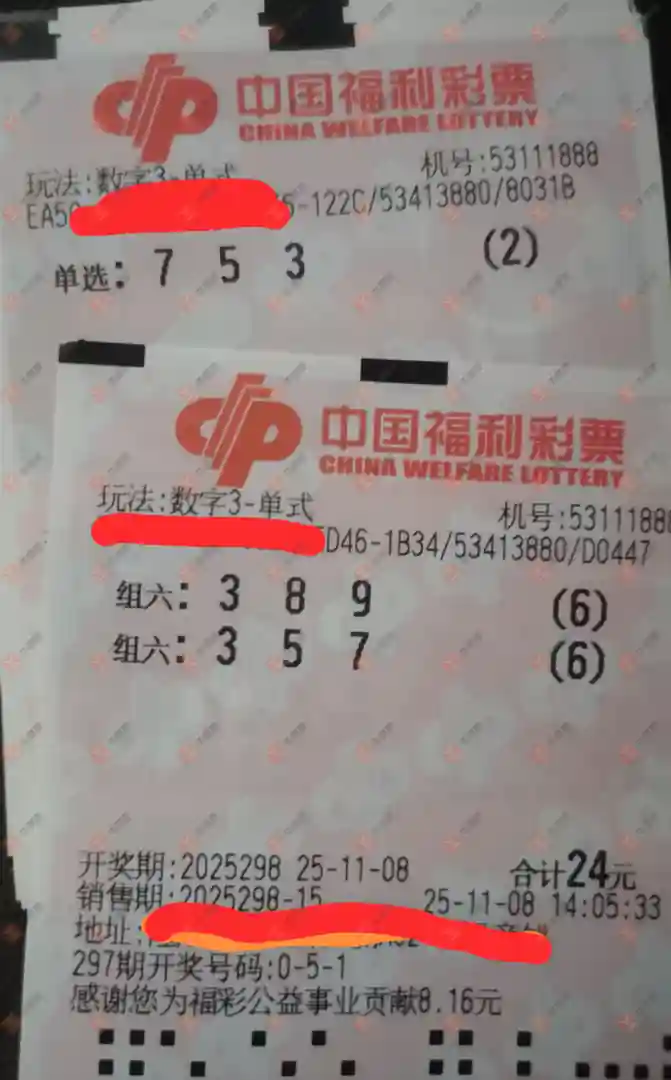 中国福利彩票
CHINA WELFARE LOTTERY
玩法:数字3-单式
机号:53111888
EA5 5-122C/53413880/80318
单选: 7 5 3 (2)
中国福利彩票
CHINA WELFARE LOTTERY
玩法:数字3-单式
机号:5311188
D46-1B34/53413880/D0447
组六: 3 8 9 (6)
组六: 3 5 7 (6)
开奖期:2025298 25-11-08 合计24元
销售期:2025298-15 25-11-08 14:05:33
地址:
297期开奖号码:0-5-1
感谢您为福彩公益事业贡献8.16元